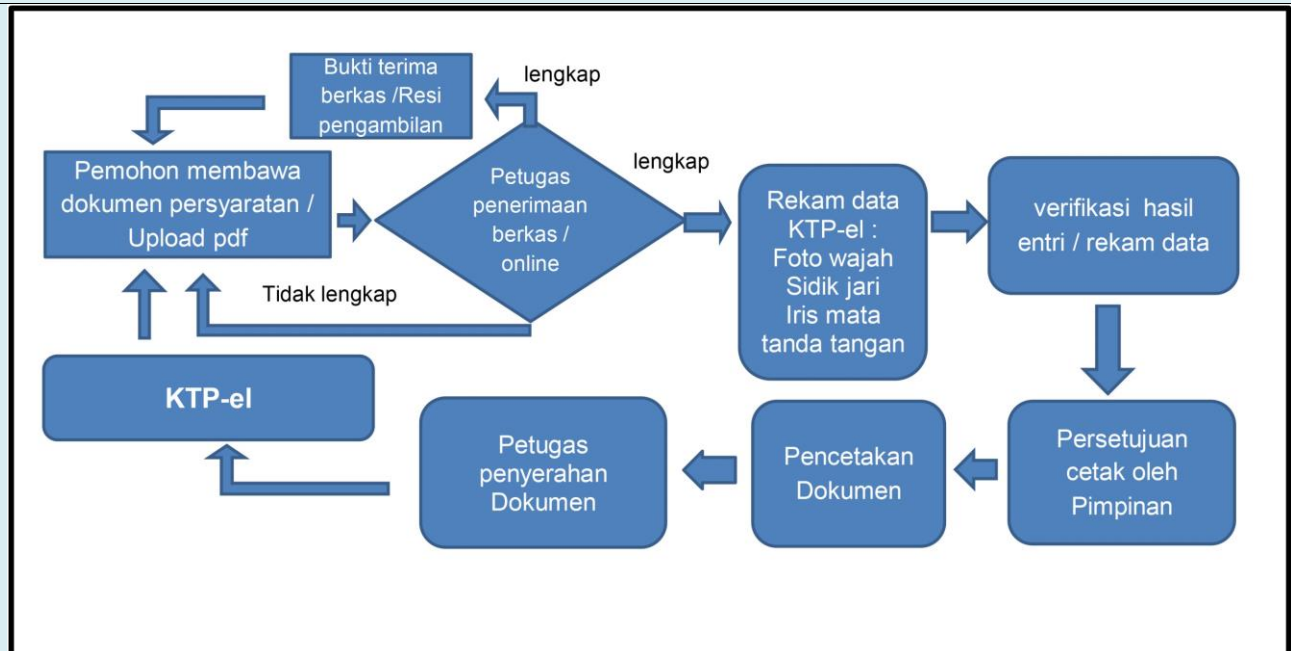 Bukti terima
berkas /Resi
pengambilan
lengkap
Pemohon membawa
dokumen persyaratan /
Upload pdf
Petugas
penerimaan
berkas /
online
lengkap
Tidak lengkap
Rekam data
KTP-el :
Foto wajah
Sidik jari
Iris mata
tanda tangan
verifikasi hasil
entri / rekam data
Persetujuan
cetak oleh
Pimpinan
Pencetakan
Dokumen
Petugas
penyerahan
Dokumen
KTP-el